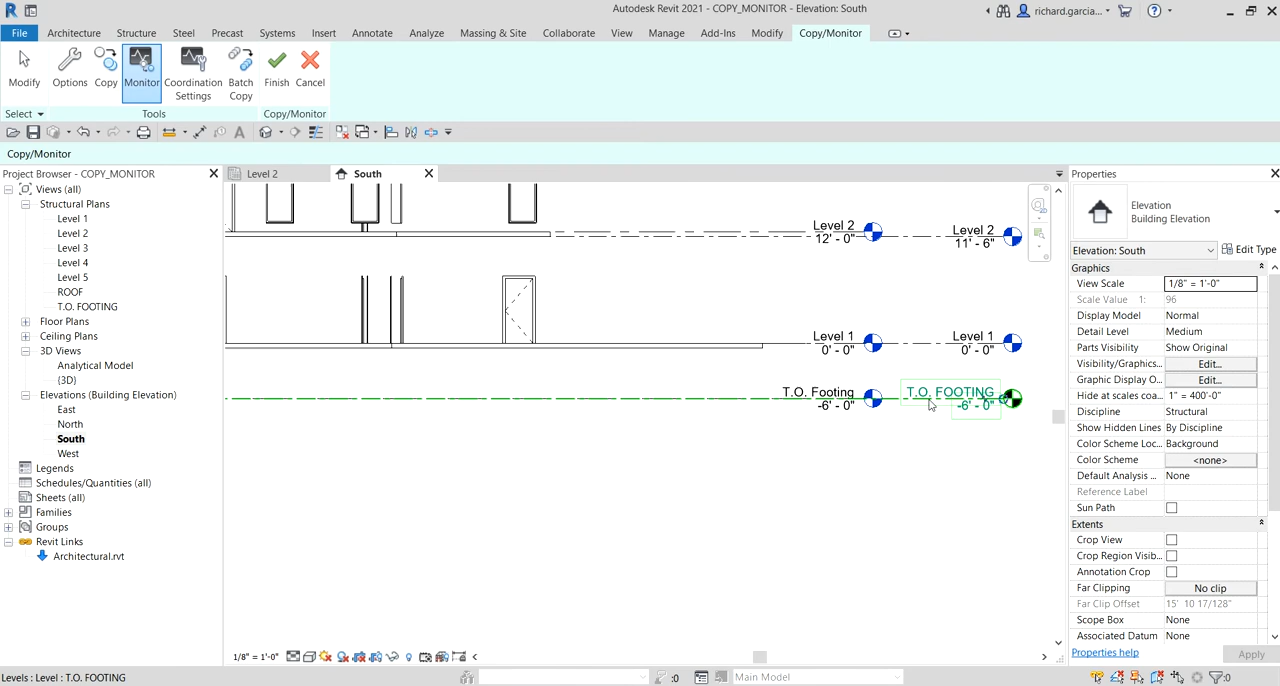 Autodesk Revit 2021 - COPY_MONITOR - Elevation: South
richard.garcia...
File Architecture Structure Steel Precast Systems Insert Annotate Analyze Massing & Site Collaborate View Manage Add-Ins Modify Copy/Monitor
Modify Options Copy Monitor Coordination Settings Batch Copy Finish Cancel
Select Tools Copy/Monitor
Copy/Monitor
Project Browser - COPY_MONITOR
Views (all)
Structural Plans
Level 1
Level 2
Level 3
Level 4
Level 5
ROOF
T.O. FOOTING
Floor Plans
Ceiling Plans
3D Views
Analytical Model
{3D}
Elevations (Building Elevation)
East
North
South
West
Legends
Schedules/Quantities (all)
Sheets (all)
Families
Groups
Revit Links
Architectural.rvt
Level 2 South
Level 2 Level 2
12' - 0" 11' - 6"
Level 1 Level 1
0' - 0" 0' - 0"
T.O. Footing T.O. FOOTING
-6' - 0" -6' - 0"
1/8" = 1'-0"
Properties
Elevation
Building Elevation
Elevation: South Edit Type
Graphics
View Scale 1/8" = 1'-0"
Scale Value 1: 96
Display Model Normal
Detail Level Medium
Parts Visibility Show Original
Visibility/Graphics... Edit...
Graphic Display O... Edit...
Hide at scales coa... 1" = 400'-0"
Discipline Structural
Show Hidden Lines By Discipline
Color Scheme Loc... Background
Color Scheme <none>
Default Analysis ... None
Reference Label
Sun Path
Extents
Crop View
Crop Region Visib...
Annotation Crop
Far Clipping No clip
Far Clip Offset 15' 10 17/128"
Scope Box None
Associated Datum None
Properties help Apply
Levels : Level : T.O. FOOTING :0 Main Model :0